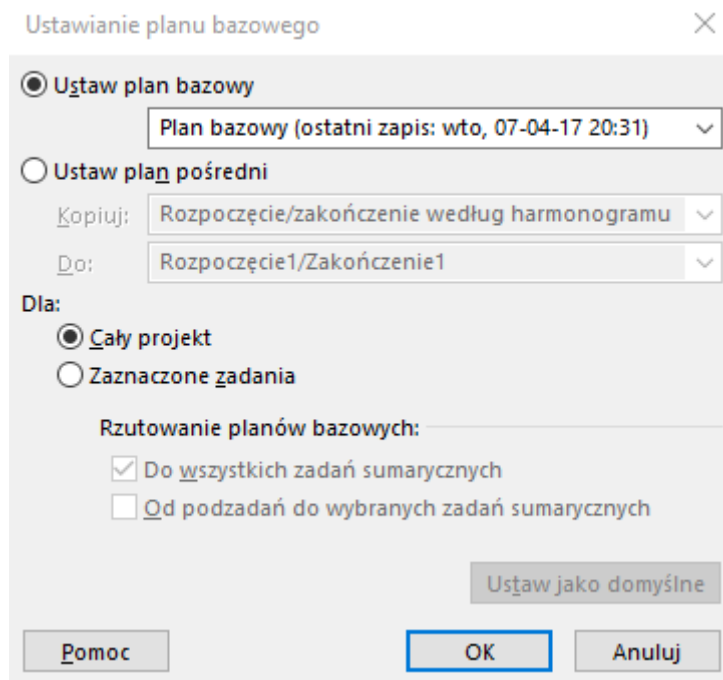 Ustawianie planu bazowego
Ustaw plan bazowy
Plan bazowy (ostatni zapis: wto, 07-04-17 20:31)
Ustaw plan pośredni
Kopiuj: Rozpoczęcie/zakończenie według harmonogramu
Do: Rozpoczęcie1/Zakończenie1
Dla:
Cały projekt
Zaznaczone zadania
Rzutowanie planów bazowych:
Do wszystkich zadań sumarycznych
Od podzadań do wybranych zadań sumarycznych
Ustaw jako domyślne
Pomoc OK Anuluj